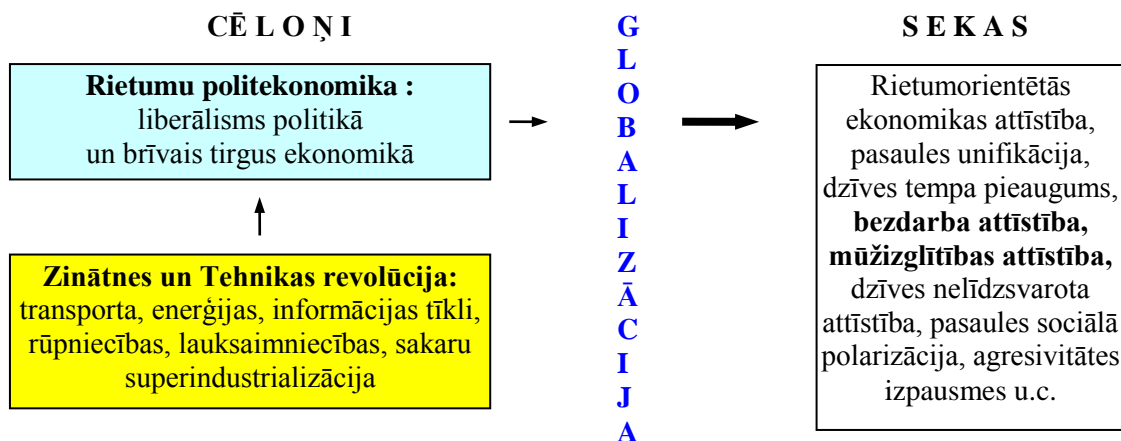 CĒLOŅI
Rietumu politekonomika :
liberālisms politikā
un brīvais tirgus ekonomikā
Zinātnes un Tehnikas revolūcija:
transporta, enerģijas, informācijas tīkli,
rūpniecības, lauksaimniecības, sakaru
superindustrializācija
G
L
O
B
A
L
I
Z
Ā
C
I
J
A
SEKAS
Rietumorientētās
ekonomikas attīstība,
pasaules unifikācija,
dzīves tempa pieaugums,
bezdarba attīstība,
mūžizglītības attīstība,
dzīves nelīdzsvarota
attīstība, pasaules sociālā
polarizācija, agresivitātes
izpausmes u.c.